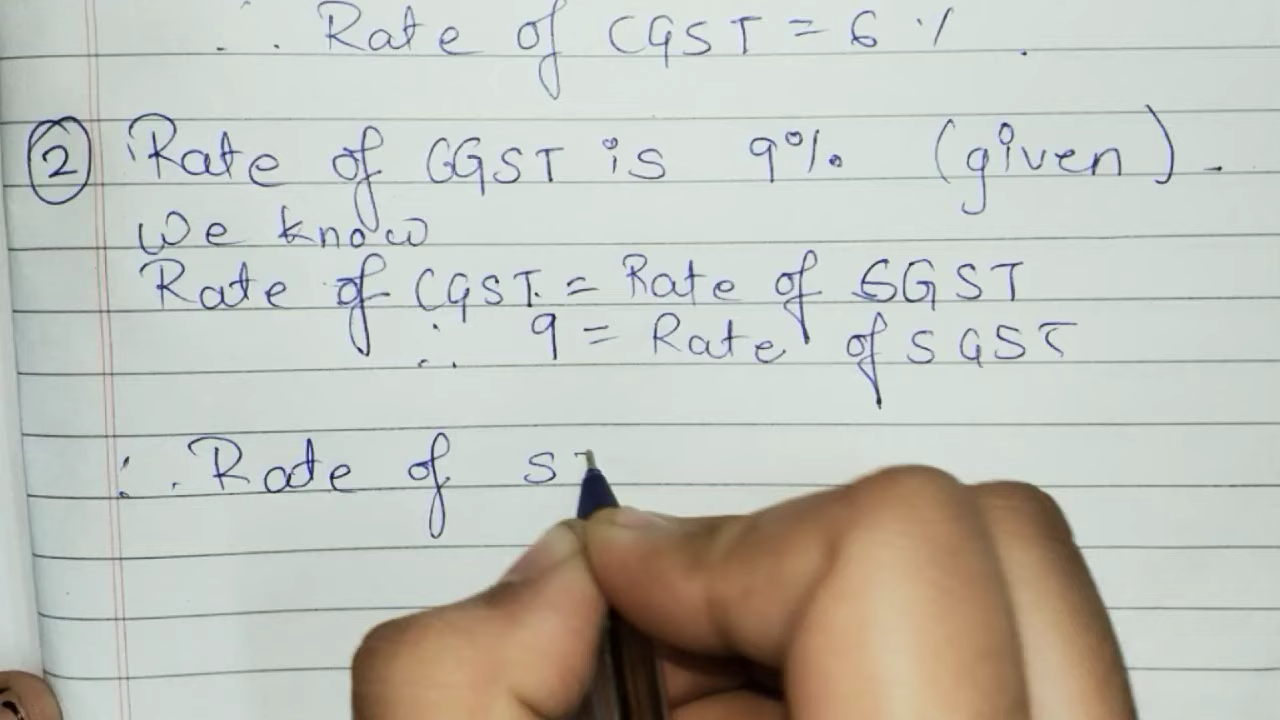 ∴ Rate of CGST = 6 %.
② Rate of CGST is 9% (given).
We know
Rate of CGST. = Rate of SGST
∴ 9 = Rate of SGST
∴ Rate of S